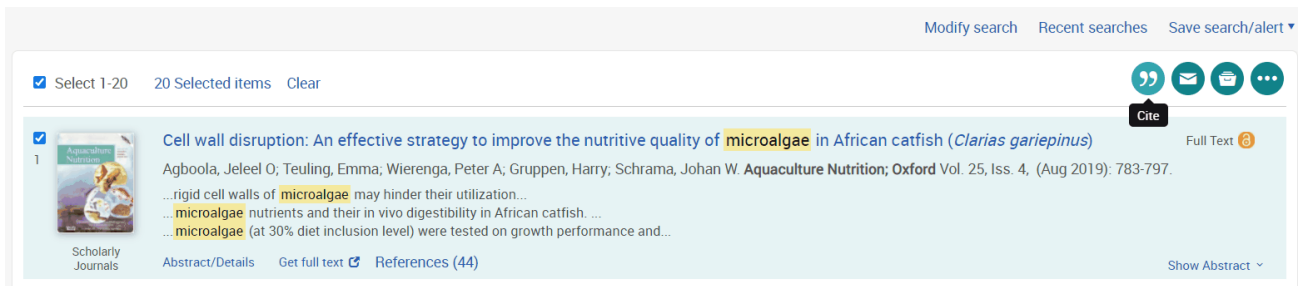 Modify search Recent searches Save search/alert
Select 1-20 20 Selected items Clear
Cite
1
Aquaculture
Nutrition
Cell wall disruption: An effective strategy to improve the nutritive quality of microalgae in African catfish (Clarias gariepinus)
Full Text
Agboola, Jeleel O; Teuling, Emma; Wierenga, Peter A; Gruppen, Harry; Schrama, Johan W. Aquaculture Nutrition; Oxford Vol. 25, Iss. 4, (Aug 2019): 783-797.
...rigid cell walls of microalgae may hinder their utilization...
...microalgae nutrients and their in vivo digestibility in African catfish. ...
...microalgae (at 30% diet inclusion level) were tested on growth performance and...
Scholarly
Journals
Abstract/Details Get full text References (44)
Show Abstract